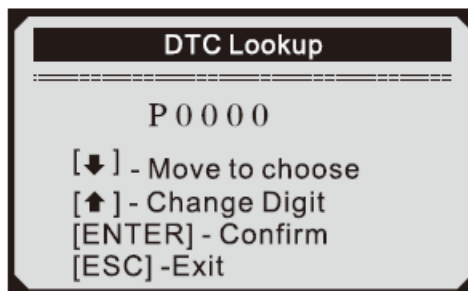 DTC Lookup
P0000
[⬇] - Move to choose
[⬆] - Change Digit
[ENTER] - Confirm
[ESC] -Exit